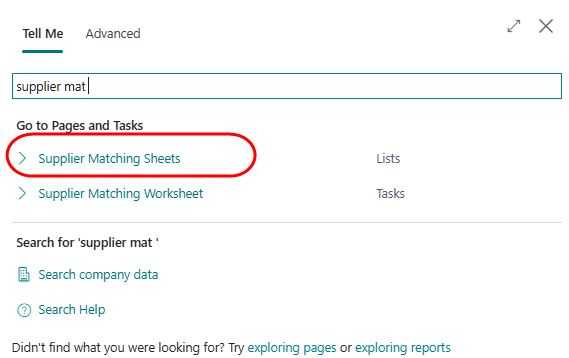 Tell Me Advanced
supplier mat
Go to Pages and Tasks
Supplier Matching Sheets Lists
Supplier Matching Worksheet Tasks
Search for 'supplier mat '
Search company data
Search Help
Didn't find what you were looking for? Try exploring pages or exploring reports